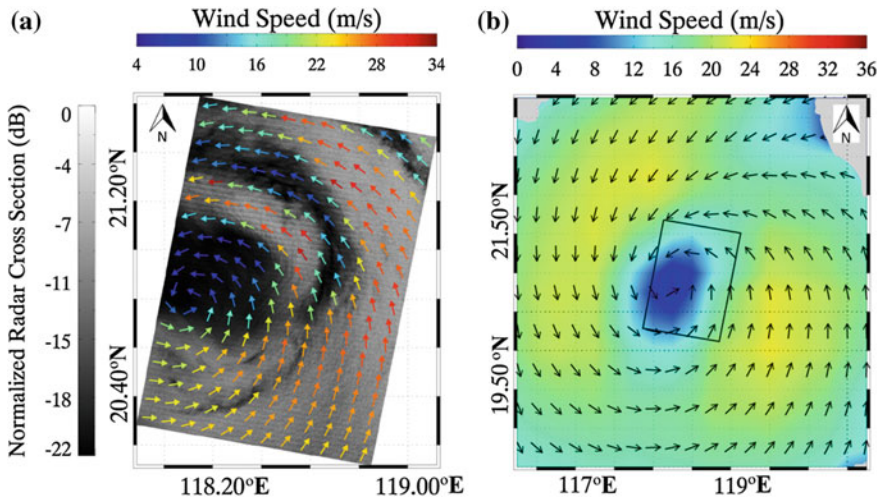 (a)
Wind Speed (m/s)
4 10 16 22 28 34
Normalized Radar Cross Section (dB)
0
-4
-7
-11
-15
-18
-22
N
21.20°N
20.40°N
118.20°E 119.00°E
(b)
Wind Speed (m/s)
0 4 8 12 16 20 24 28 32 36
N
21.50°N
19.50°N
117°E 119°E